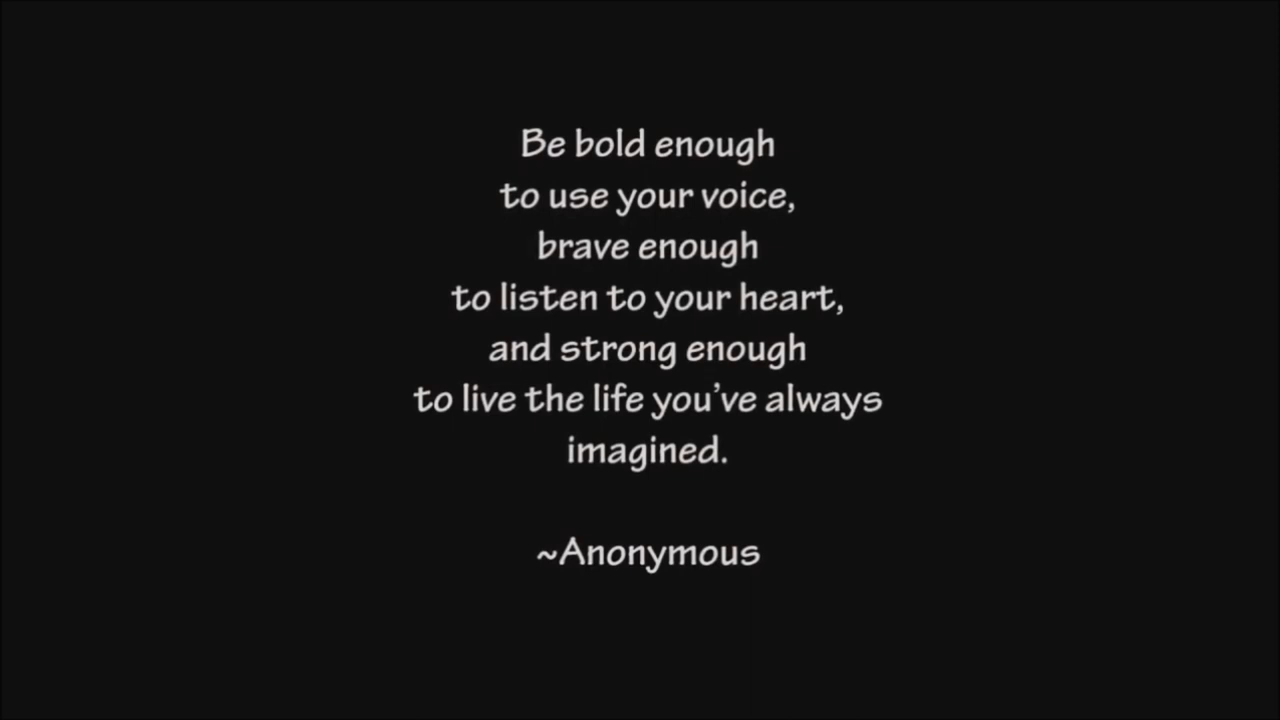 Be bold enough
to use your voice,
brave enough
to listen to your heart,
and strong enough
to live the life you’ve always
imagined.
~Anonymous